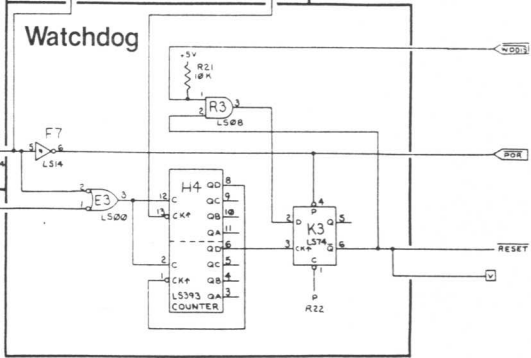 Watchdog
+5V
R21
10K
WDDIS
1
R3
3
2
LS08
F7
5
6
LS14
POR
4
2
E3
3
1
LS00
H4
QD 8
12 C
QC 9
13 CK↑
QB 10
QA 11
QD 6
2 C
QC 5
1 CK↑
QB 4
LS393
QA 3
COUNTER
4
P
2 D
Q 5
K3
LS74
3 CK↑
Q 6
C
1
P
R22
RESET
V